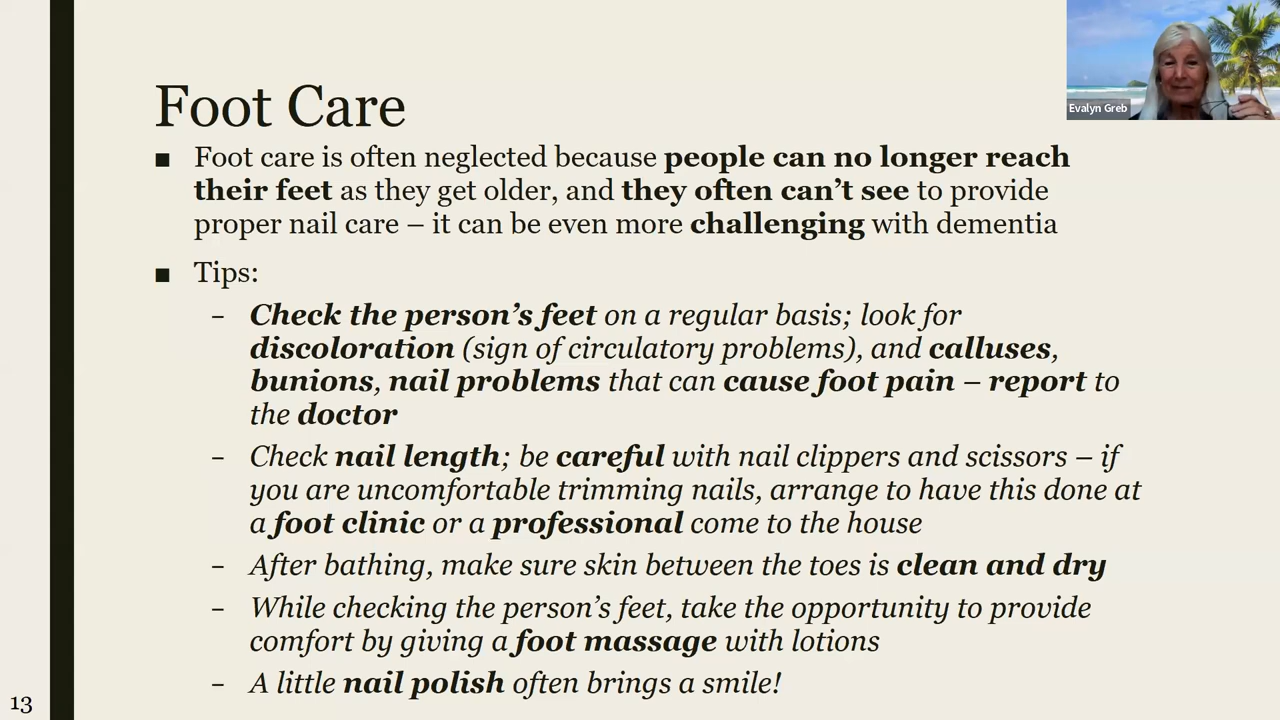 Evalyn Greb
Foot Care
■ Foot care is often neglected because people can no longer reach
their feet as they get older, and they often can’t see to provide
proper nail care – it can be even more challenging with dementia
■ Tips:
– Check the person’s feet on a regular basis; look for
discoloration (sign of circulatory problems), and calluses,
bunions, nail problems that can cause foot pain – report to
the doctor
– Check nail length; be careful with nail clippers and scissors – if
you are uncomfortable trimming nails, arrange to have this done at
a foot clinic or a professional come to the house
– After bathing, make sure skin between the toes is clean and dry
– While checking the person’s feet, take the opportunity to provide
comfort by giving a foot massage with lotions
– A little nail polish often brings a smile!
13